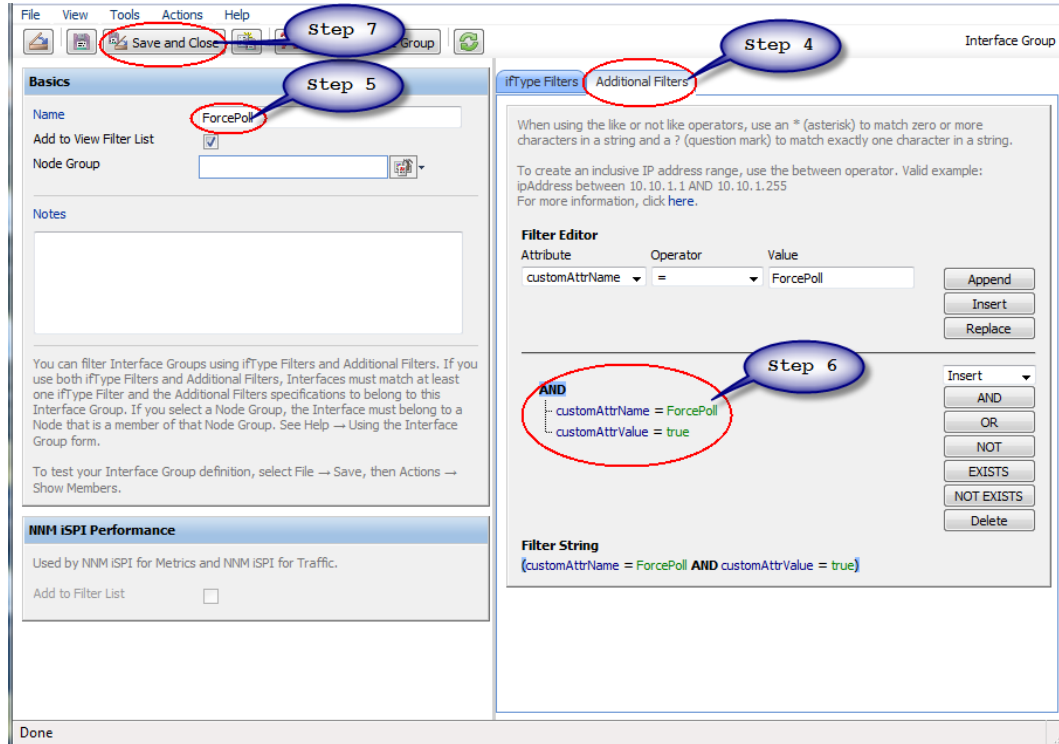 File View Tools Actions Help
Save and Close
Group
Step 7
Interface Group
Basics
Step 5
Name
ForcePoll
Add to View Filter List
Node Group
Notes
You can filter Interface Groups using ifType Filters and Additional Filters. If you
use both ifType Filters and Additional Filters, Interfaces must match at least
one ifType Filter and the Additional Filters specifications to belong to this
Interface Group. If you select a Node Group, the Interface must belong to a
Node that is a member of that Node Group. See Help → Using the Interface
Group form.
To test your Interface Group definition, select File → Save, then Actions →
Show Members.
NNM iSPI Performance
Used by NNM iSPI for Metrics and NNM iSPI for Traffic.
Add to Filter List
Step 4
ifType Filters Additional Filters
When using the like or not like operators, use an * (asterisk) to match zero or more
characters in a string and a ? (question mark) to match exactly one character in a string.
To create an inclusive IP address range, use the between operator. Valid example:
ipAddress between 10.10.1.1 AND 10.10.1.255
For more information, click here.
Filter Editor
Attribute Operator Value
customAttrName = ForcePoll
Append
Insert
Replace
Step 6
AND
customAttrName = ForcePoll
customAttrValue = true
Insert
AND
OR
NOT
EXISTS
NOT EXISTS
Delete
Filter String
(customAttrName = ForcePoll AND customAttrValue = true)
Done